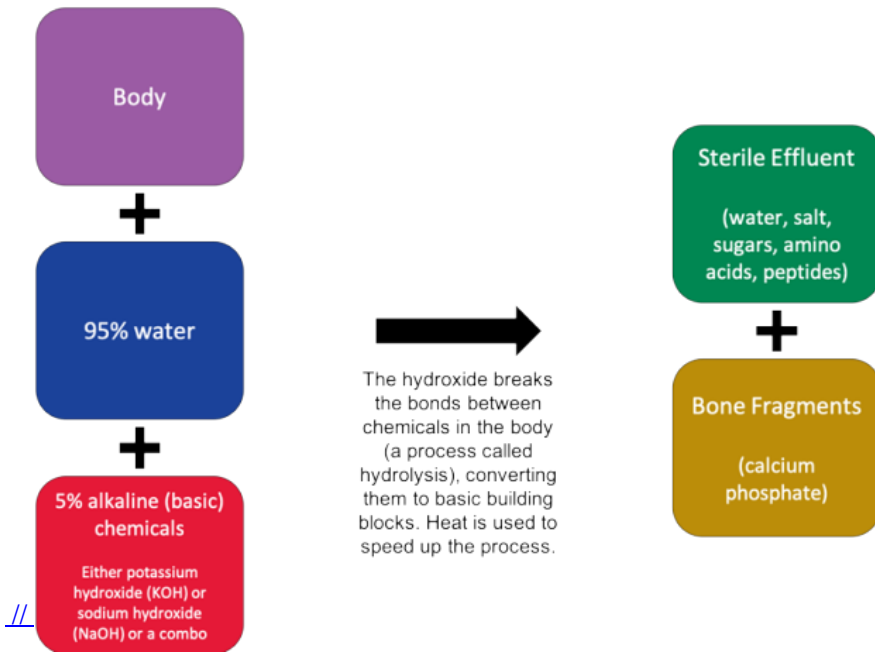 Body
+
95% water
+
5% alkaline (basic)
chemicals
Either potassium
hydroxide (KOH) or
sodium hydroxide
(NaOH) or a combo
//
The hydroxide breaks
the bonds between
chemicals in the body
(a process called
hydrolysis), converting
them to basic building
blocks. Heat is used to
speed up the process.
Sterile Effluent
(water, salt,
sugars, amino
acids, peptides)
+
Bone Fragments
(calcium
phosphate)